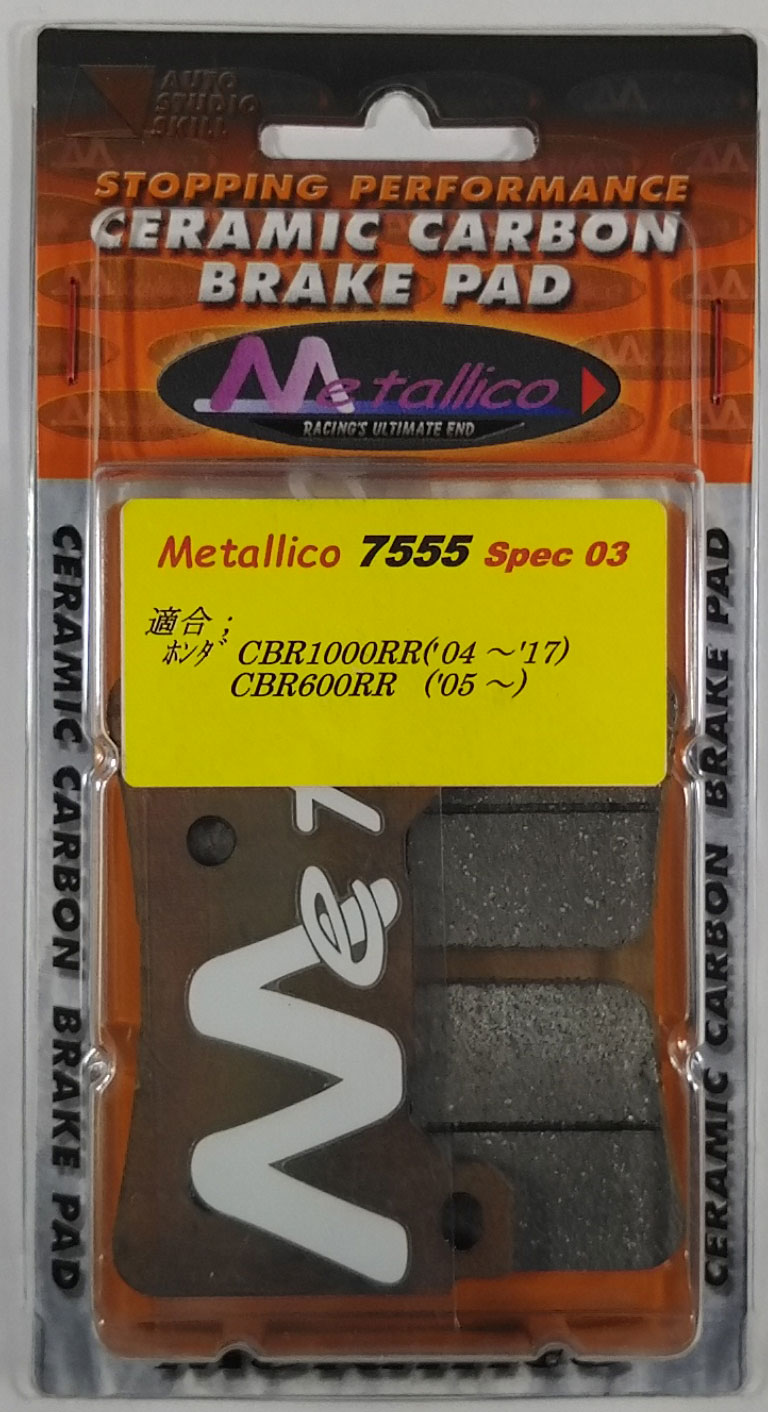 AUTO
STUDIO
SKILL
STOPPING PERFORMANCE
CERAMIC CARBON
BRAKE PAD
Metallico
RACING'S ULTIMATE END
Metallico 7555 Spec 03
適合；
ホンダ CBR1000RR('04～'17)
CBR600RR ('05～)
CERAMIC CARBON BRAKE PAD
CERAMIC CARBON BRAKE PAD
Me